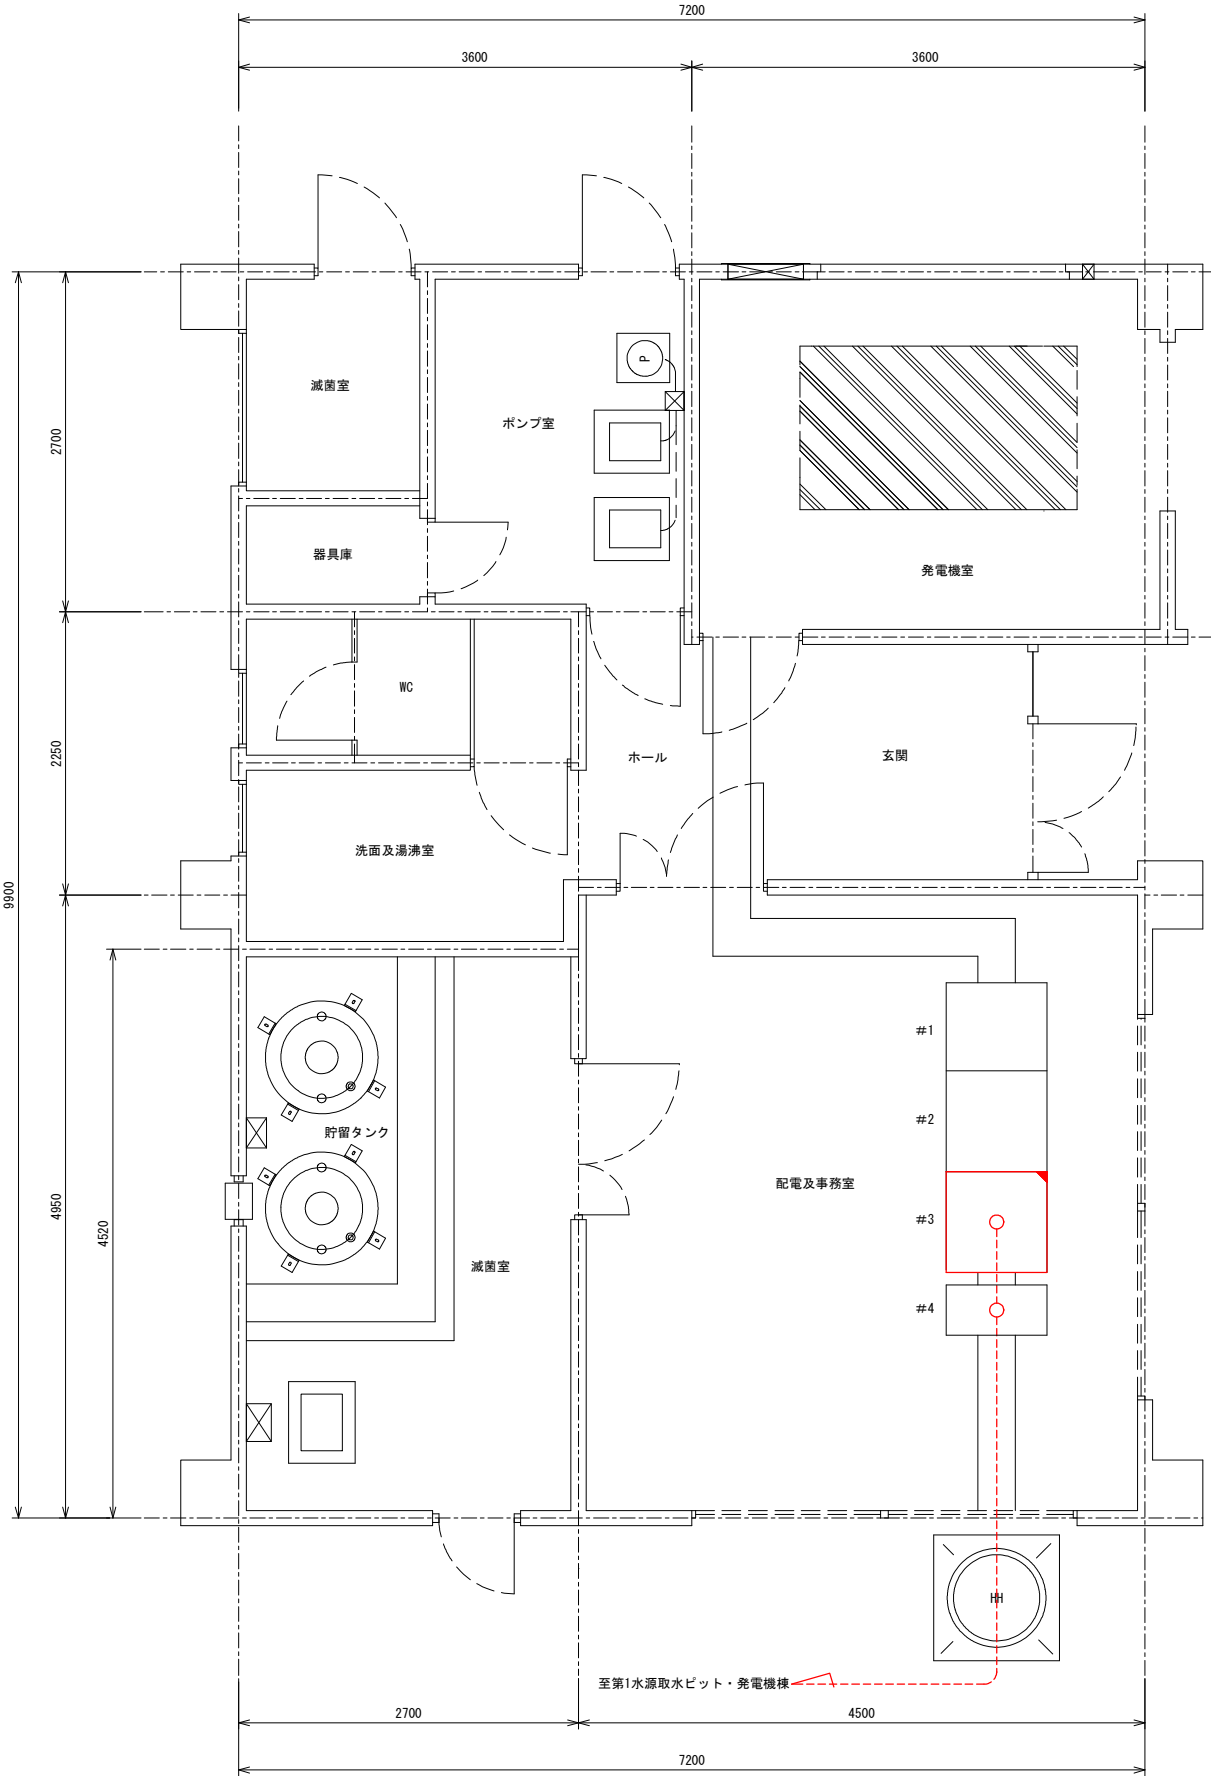 7200
3600
3600
滅菌室
P
ポンプ室
2700
器具庫
発電機室
WC
ホール
玄関
2250
洗面及湯沸室
9900
#1
#2
貯留タンク
配電及事務室
4950
4520
#3
滅菌室
#4
HH
至第1水源取水ピット・発電機棟
2700
4500
7200